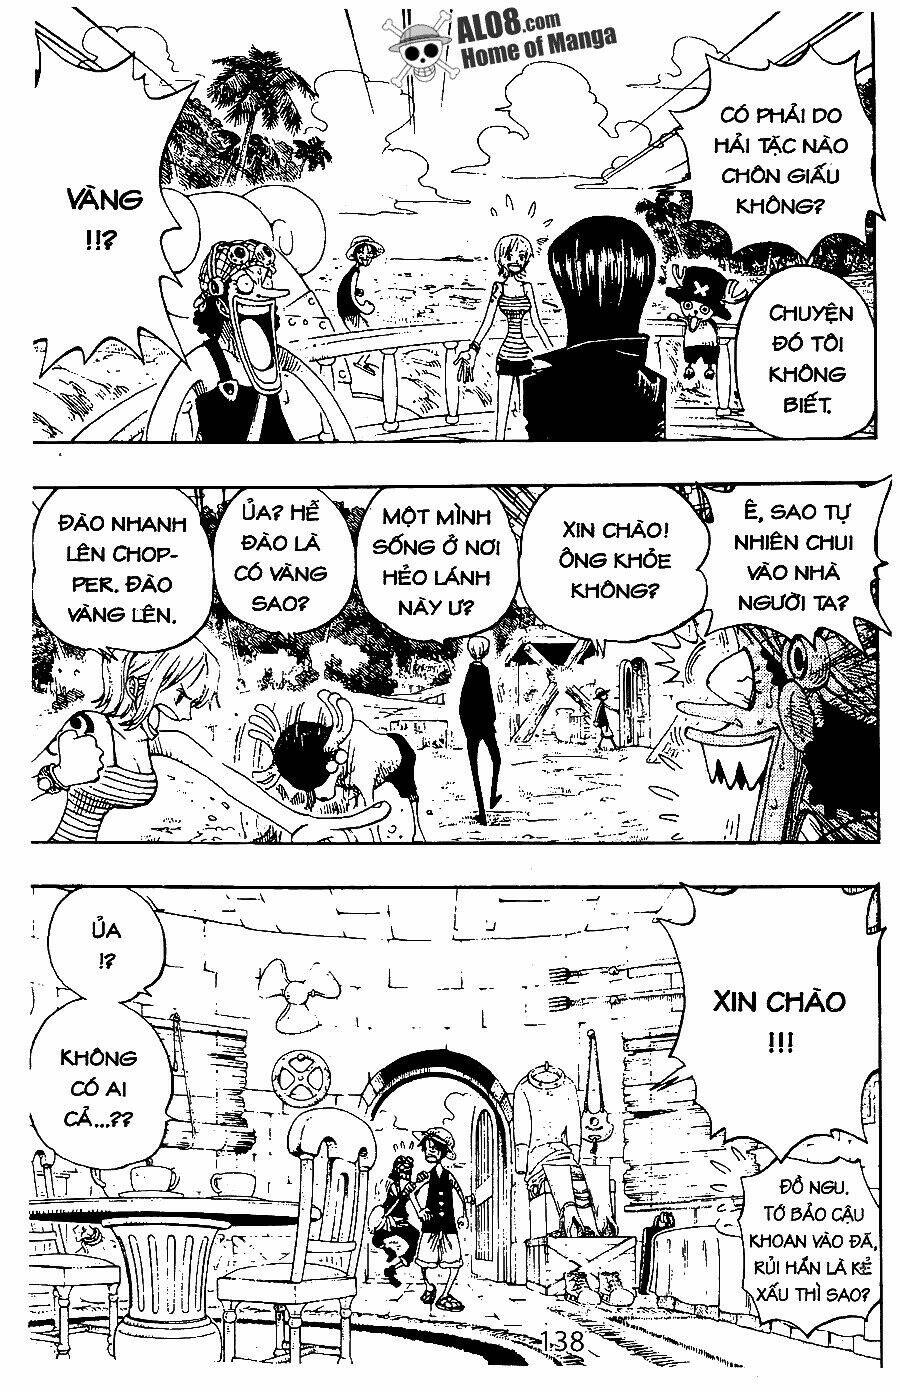 ALO8.com
Home of Manga
CÓ PHẢI DO
HẢI TẶC NÀO
CHÔN GIẤU
KHÔNG?
VÀNG
!!?
CHUYỆN
ĐÓ TÔI
KHÔNG
BIẾT.
Ê, SAO TỰ
NHIÊN CHUI
VÀO NHÀ
NGƯỜI TA?
XIN CHÀO!
ÔNG KHỎE
KHÔNG?
MỘT MÌNH
SỐNG Ở NƠI
HẺO LÁNH
NÀY Ư?
ỦA? HỄ
ĐÀO LÀ
CÓ VÀNG
SAO?
ĐÀO NHANH
LÊN CHOP-
PER. ĐÀO
VÀNG LÊN.
XIN CHÀO
!!!
ỦA
!?
KHÔNG
CÓ AI
CẢ...??
ĐỒ NGU.
TỚ BẢO CẬU
KHOAN VÀO ĐÃ,
RỦI HẮN LÀ KẺ
XẤU THÌ SAO?
138